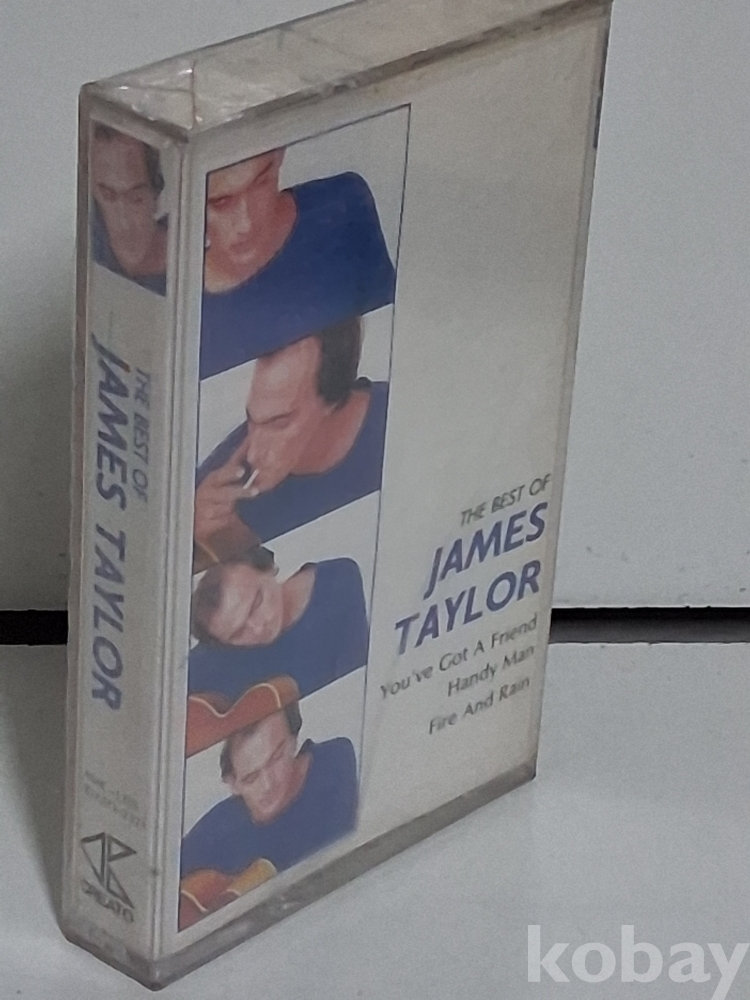 THE BEST OF
JAMES TAYLOR
THE BEST OF
JAMES
TAYLOR
You've Got A Friend
Handy Man
Fire And Rain
kobay